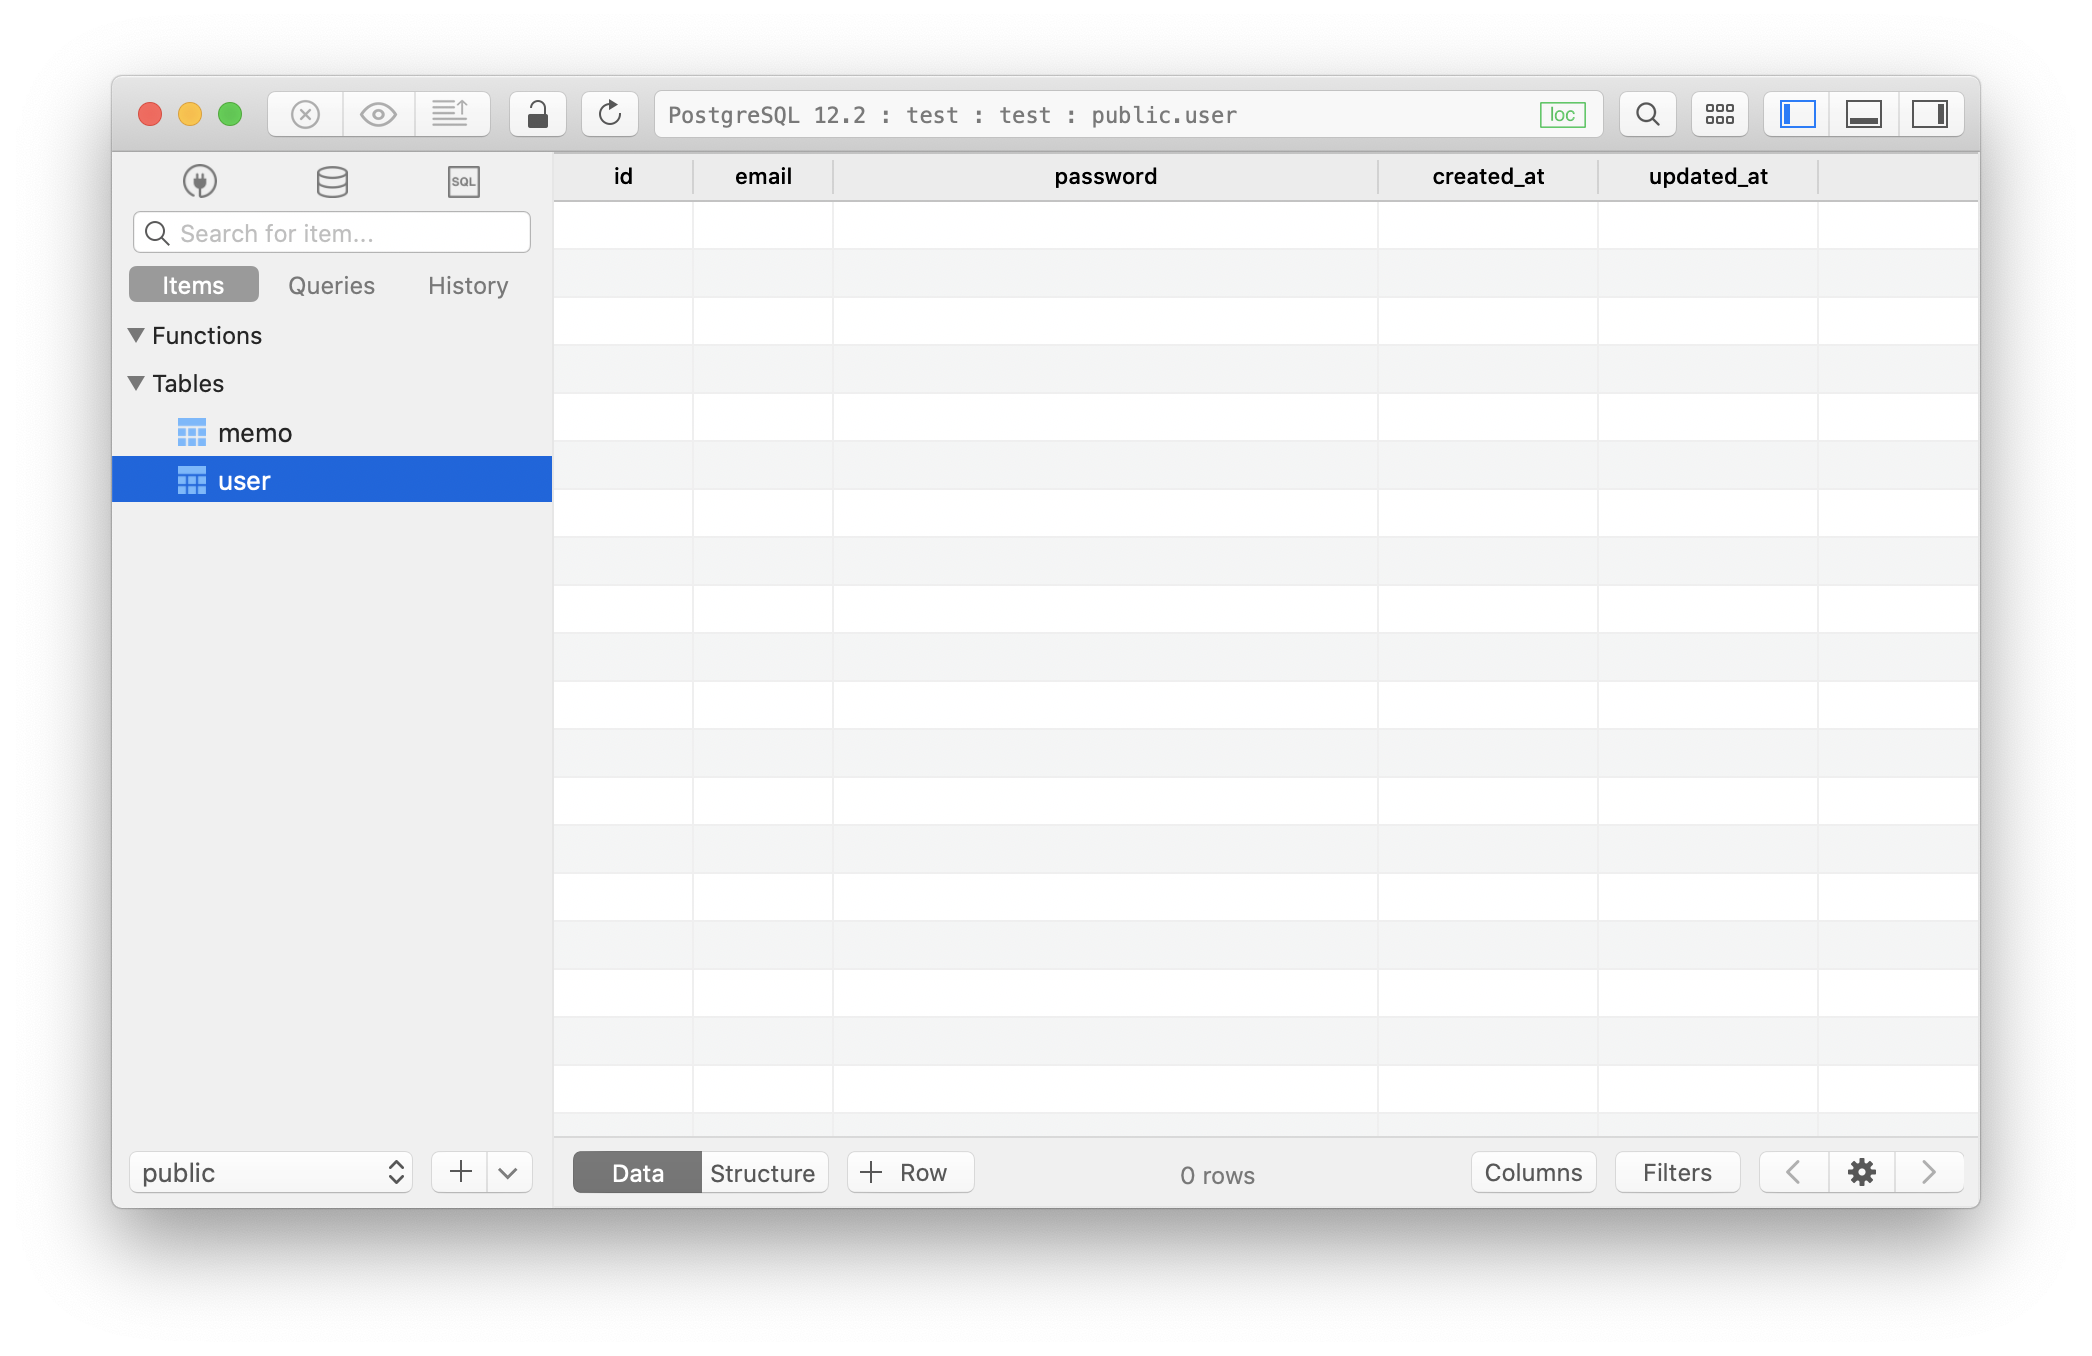 PostgreSQL 12.2 : test : test : public.user
loc
SQL
Search for item...
Items Queries History
Functions
Tables
memo
user
id email password created_at updated_at
public
Data Structure Row 0 rows Columns Filters